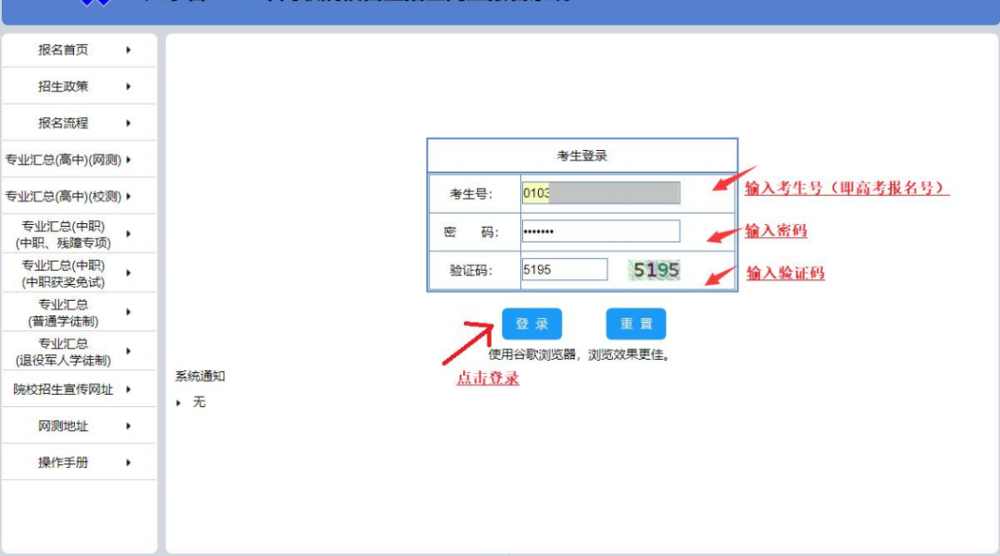 报名首页
招生政策
报名流程
专业汇总(高中)(网测)
专业汇总(高中)(校测)
专业汇总(中职)
(中职、残障专项)
专业汇总(中职)
(中职获奖免试)
专业汇总
(普通学徒制)
专业汇总
(退役军人学徒制)
院校招生宣传网址
网测地址
操作手册
考生登录
考生号：
0103
输入考生号（即高考报名号）
密 码：
•••••••
输入密码
验证码：
5195
5195
输入验证码
登 录
重 置
使用谷歌浏览器，浏览效果更佳。
点击登录
系统通知
无